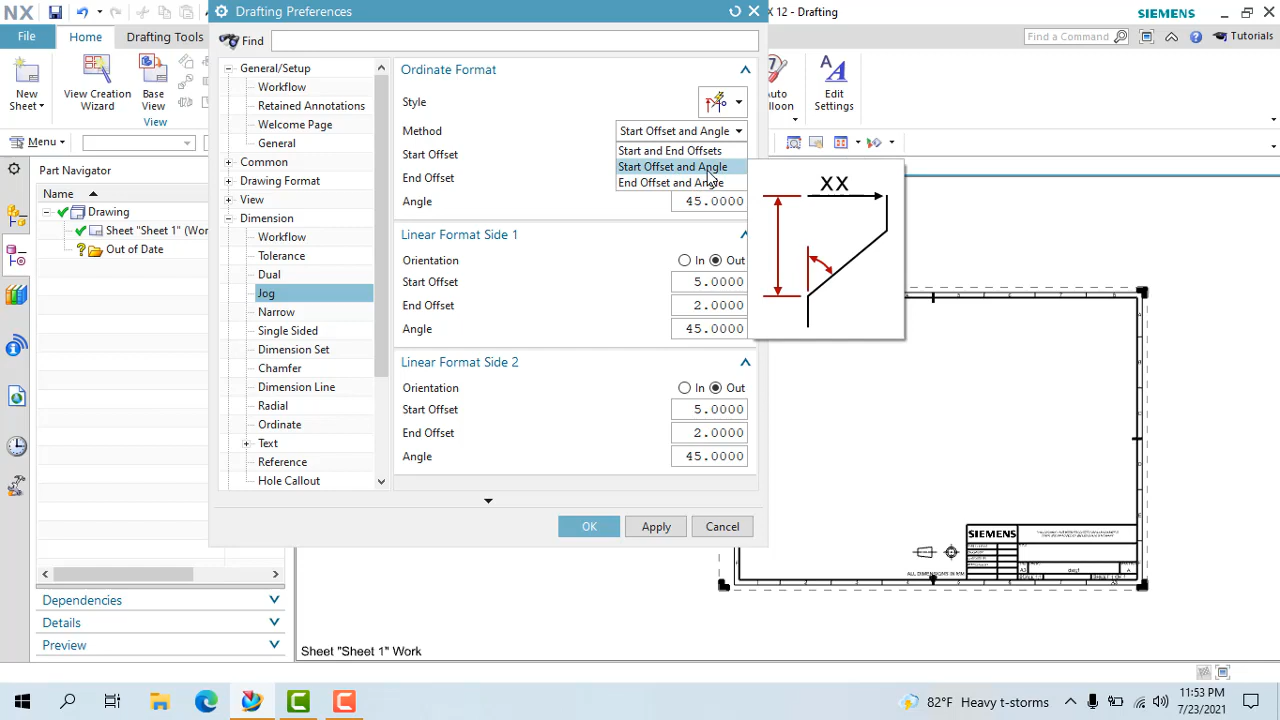 NX
Drafting Preferences
X 12 - Drafting
SIEMENS
File
Home
Drafting Tools
Find
Find a Command
Tutorials
New Sheet
View Creation Wizard
Base View
View
Auto
lloon
Edit Settings
Menu
Part Navigator
Name
Drawing
Sheet "Sheet 1" (Wor
Out of Date
General/Setup
Workflow
Retained Annotations
Welcome Page
General
Common
Drawing Format
View
Dimension
Workflow
Tolerance
Dual
Jog
Narrow
Single Sided
Dimension Set
Chamfer
Dimension Line
Radial
Ordinate
Text
Reference
Hole Callout
Ordinate Format
Style
Method
Start Offset and Angle
Start and End Offsets
Start Offset and Angle
End Offset and Angle
Start Offset
End Offset
Angle
45.0000
XX
Linear Format Side 1
Orientation
In
Out
Start Offset
5.0000
End Offset
2.0000
Angle
45.0000
Linear Format Side 2
Orientation
In
Out
Start Offset
5.0000
End Offset
2.0000
Angle
45.0000
OK
Apply
Cancel
SIEMENS
ALL DIMENSIONS IN MM
Dependencies
Details
Preview
Sheet "Sheet 1" Work
82°F Heavy t-storms
11:53 PM
7/23/2021